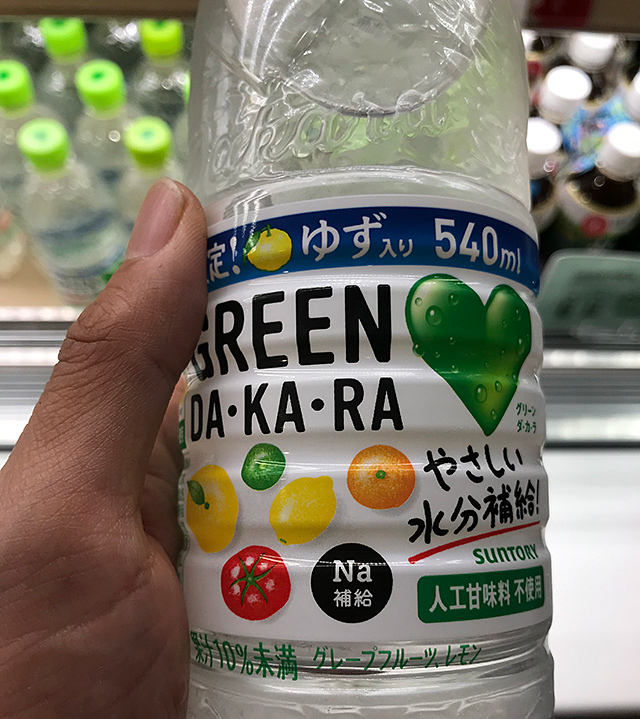 定! ゆず入り 540ml
GREEN
DA・KA・RA
グリーン
ダ・カ・ラ
やさしい
水分補給!
SUNTORY
Na
補給
人工甘味料 不使用
果汁10%未満 グレープフルーツ、レモン